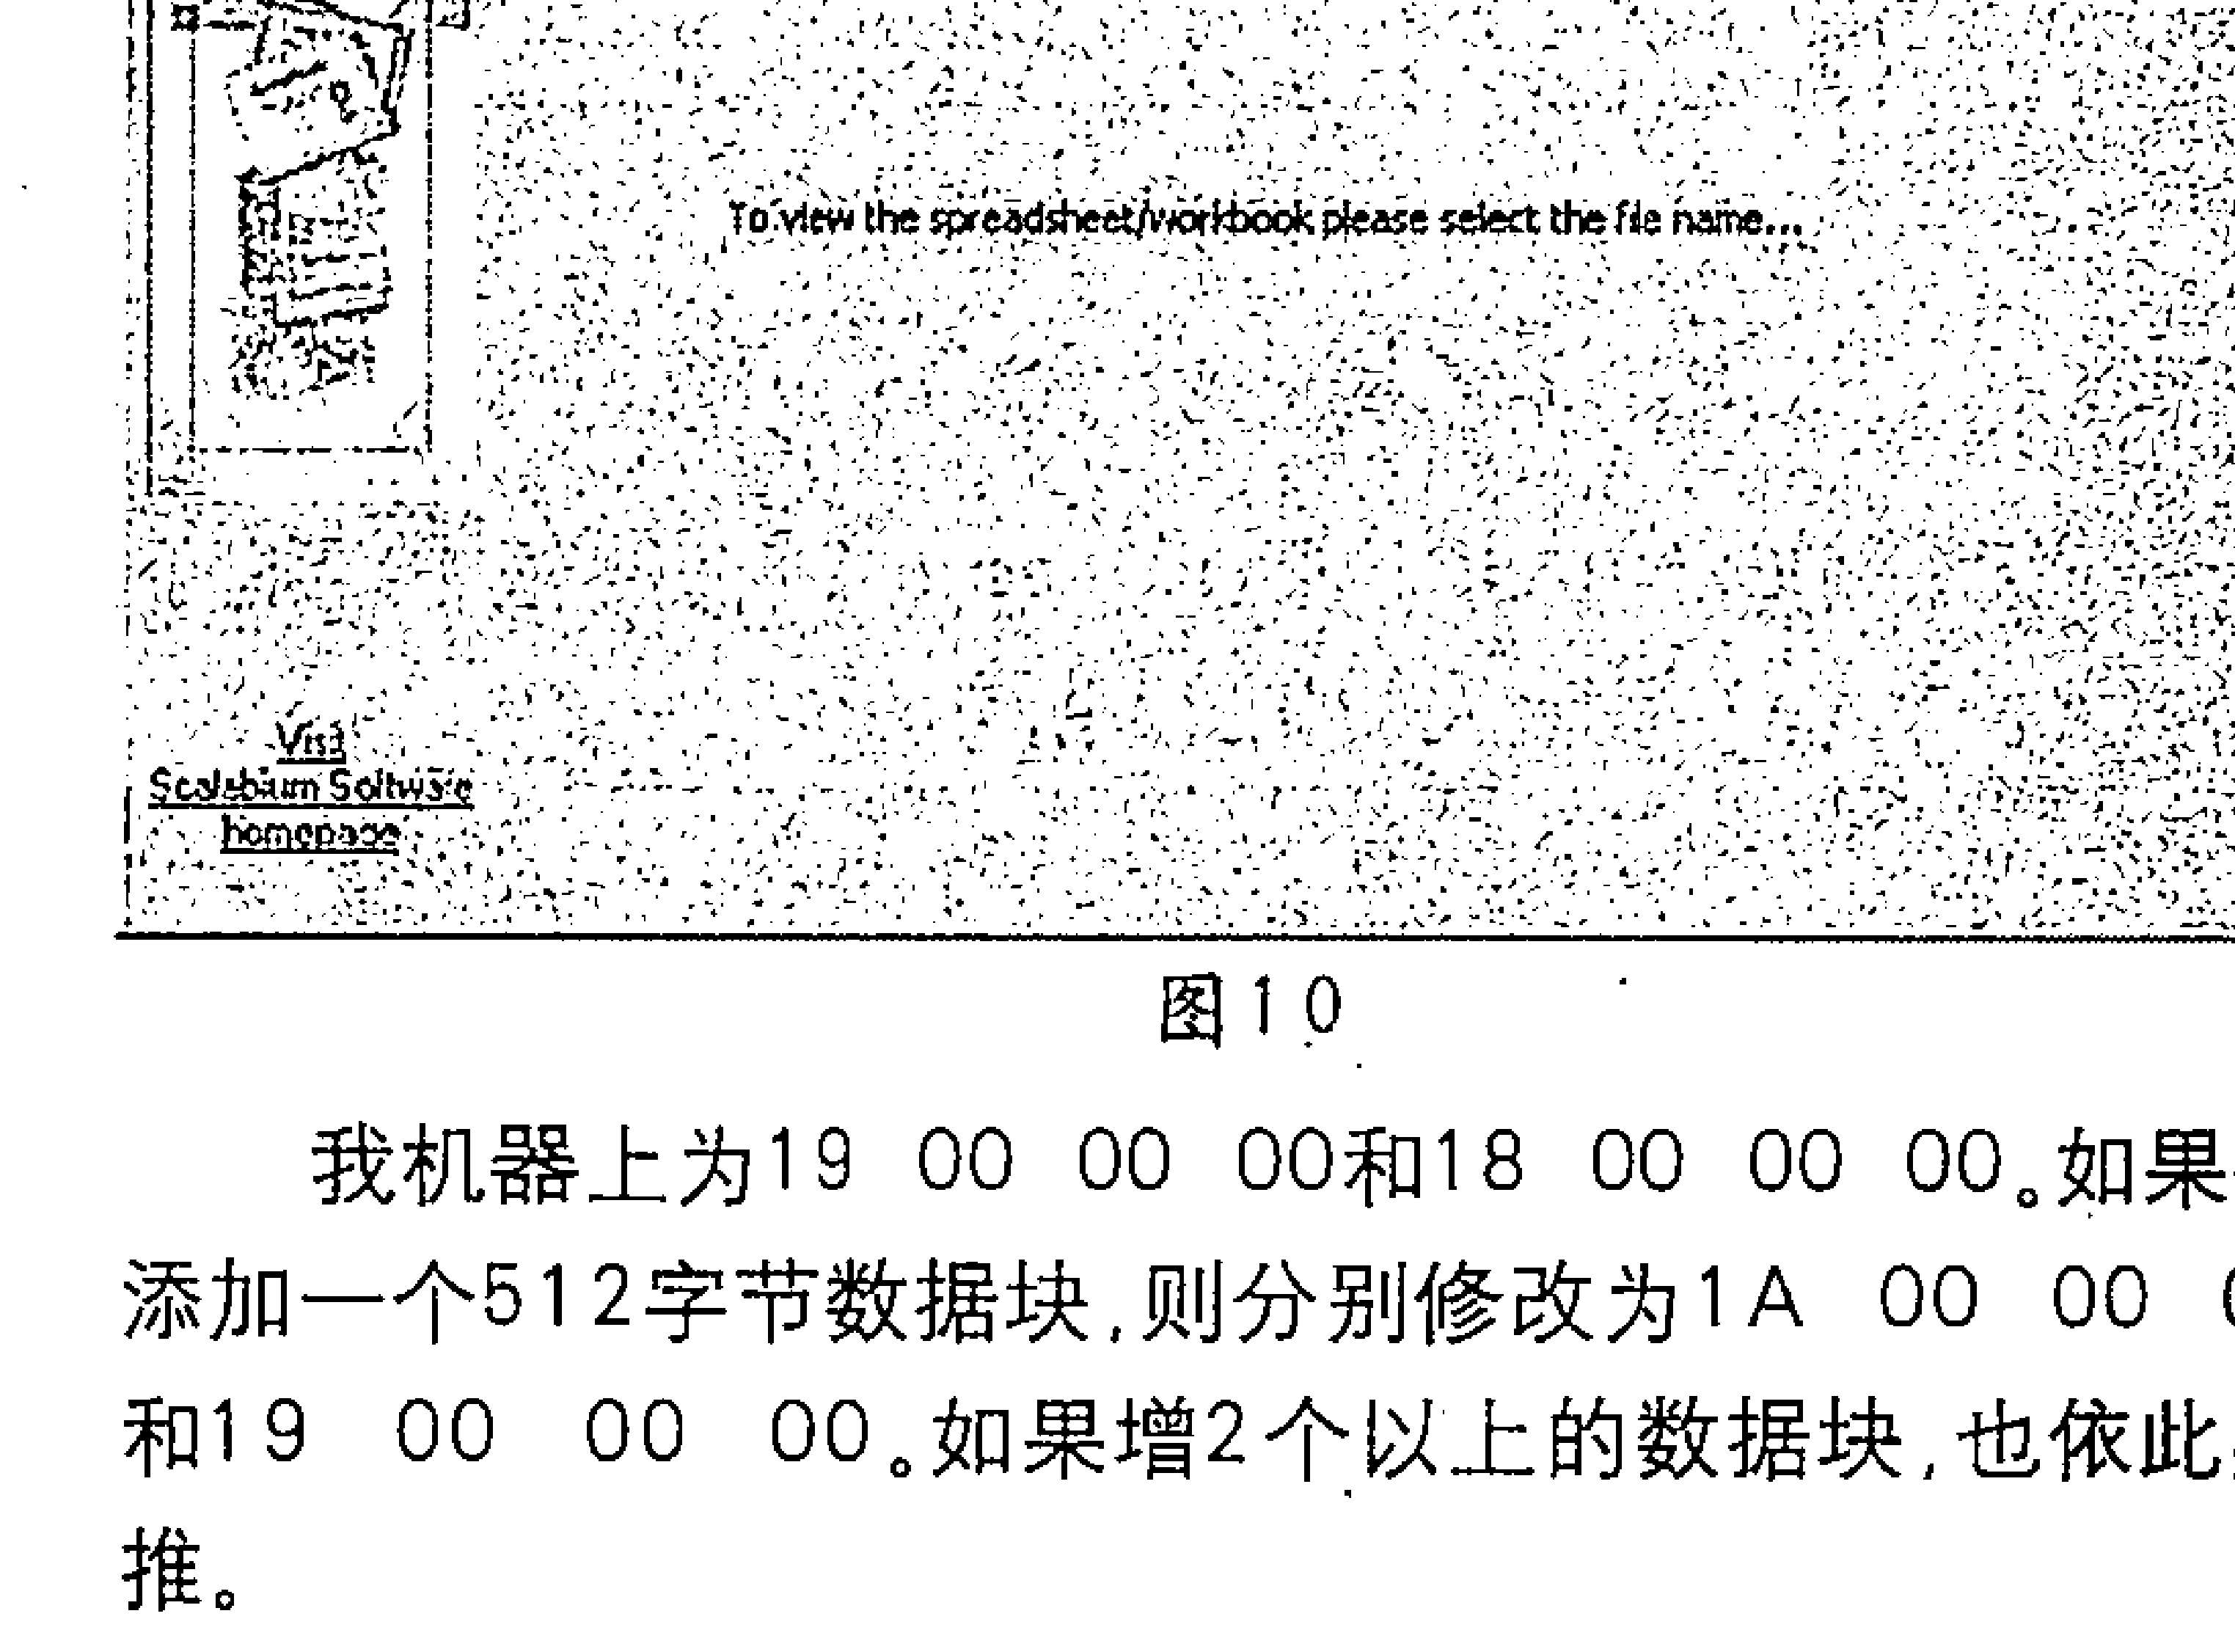 To view the spreadsheet/workbook please select the file name...
Visit
Scalabium Software
homepage
图10
我机器上为19 00 00 00和18 00 00 00。如果
添加一个512字节数据块,则分别修改为1A 00 00
和19 00 00 00。如果增2个以上的数据块,也依此
推。